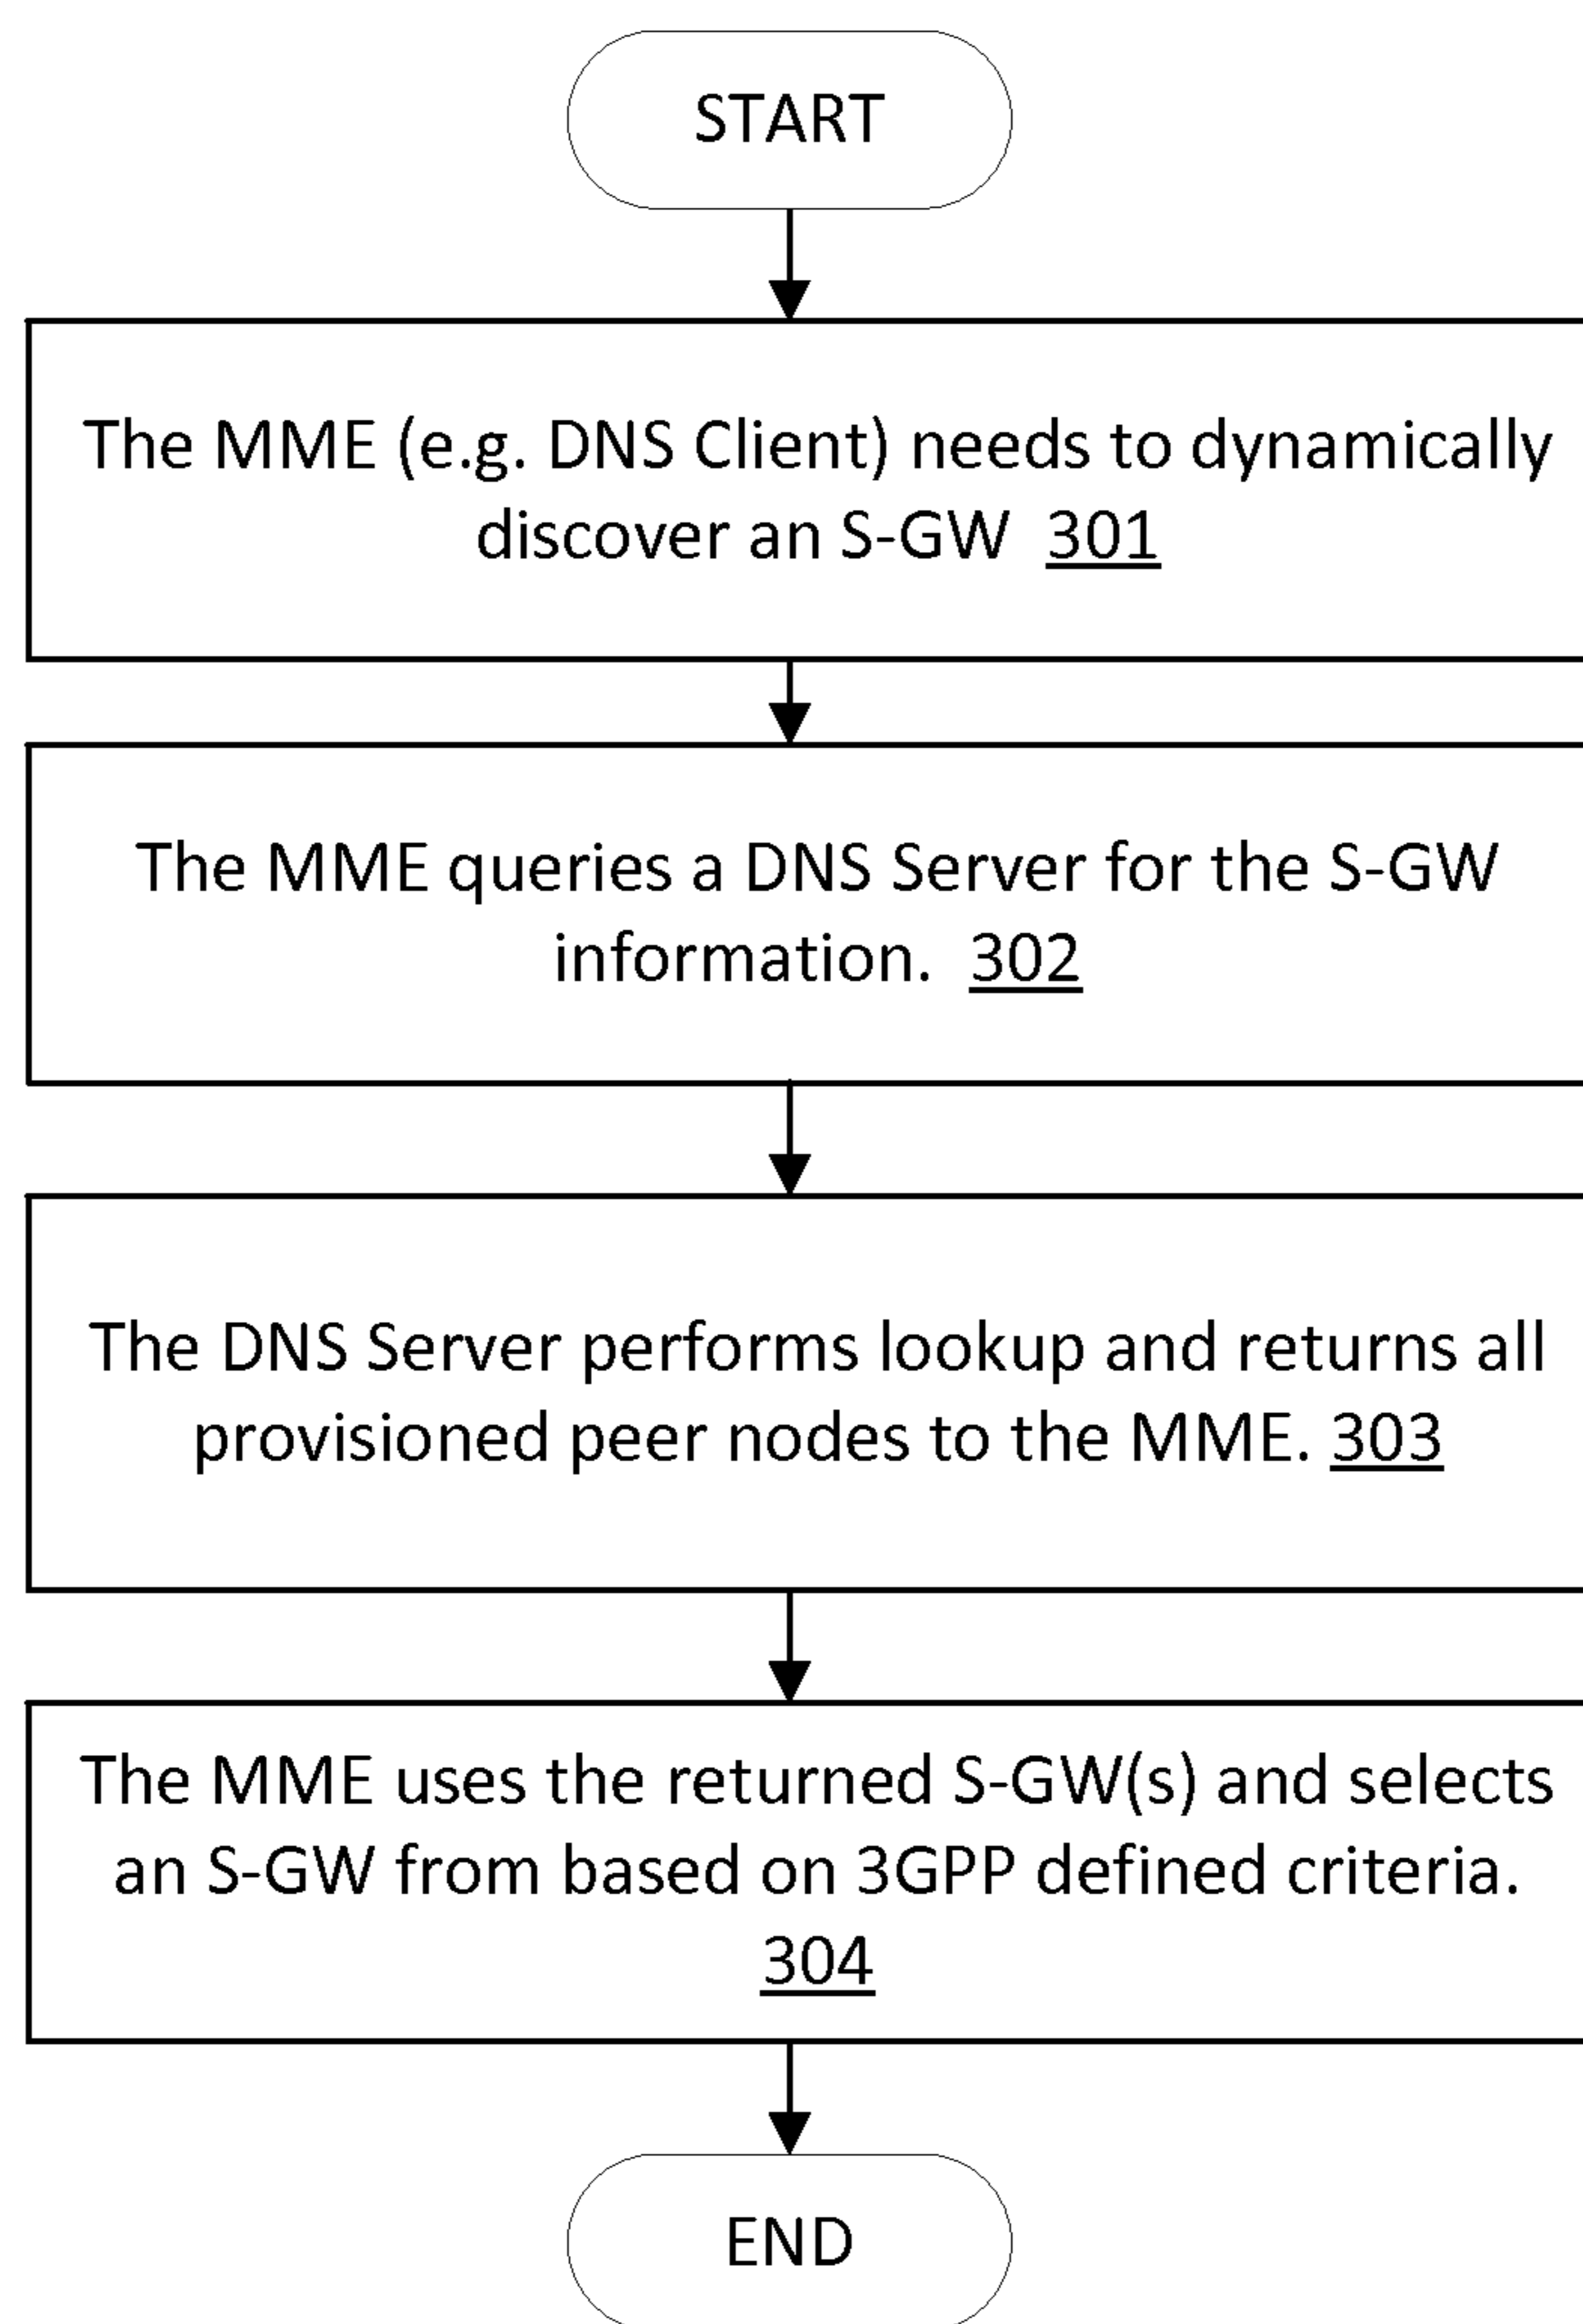 START
The MME (e.g. DNS Client) needs to dynamically
discover an S-GW 301
The MME queries a DNS Server for the S-GW
information. 302
The DNS Server performs lookup and returns all
provisioned peer nodes to the MME. 303
The MME uses the returned S-GW(s) and selects
an S-GW from based on 3GPP defined criteria.
304
END